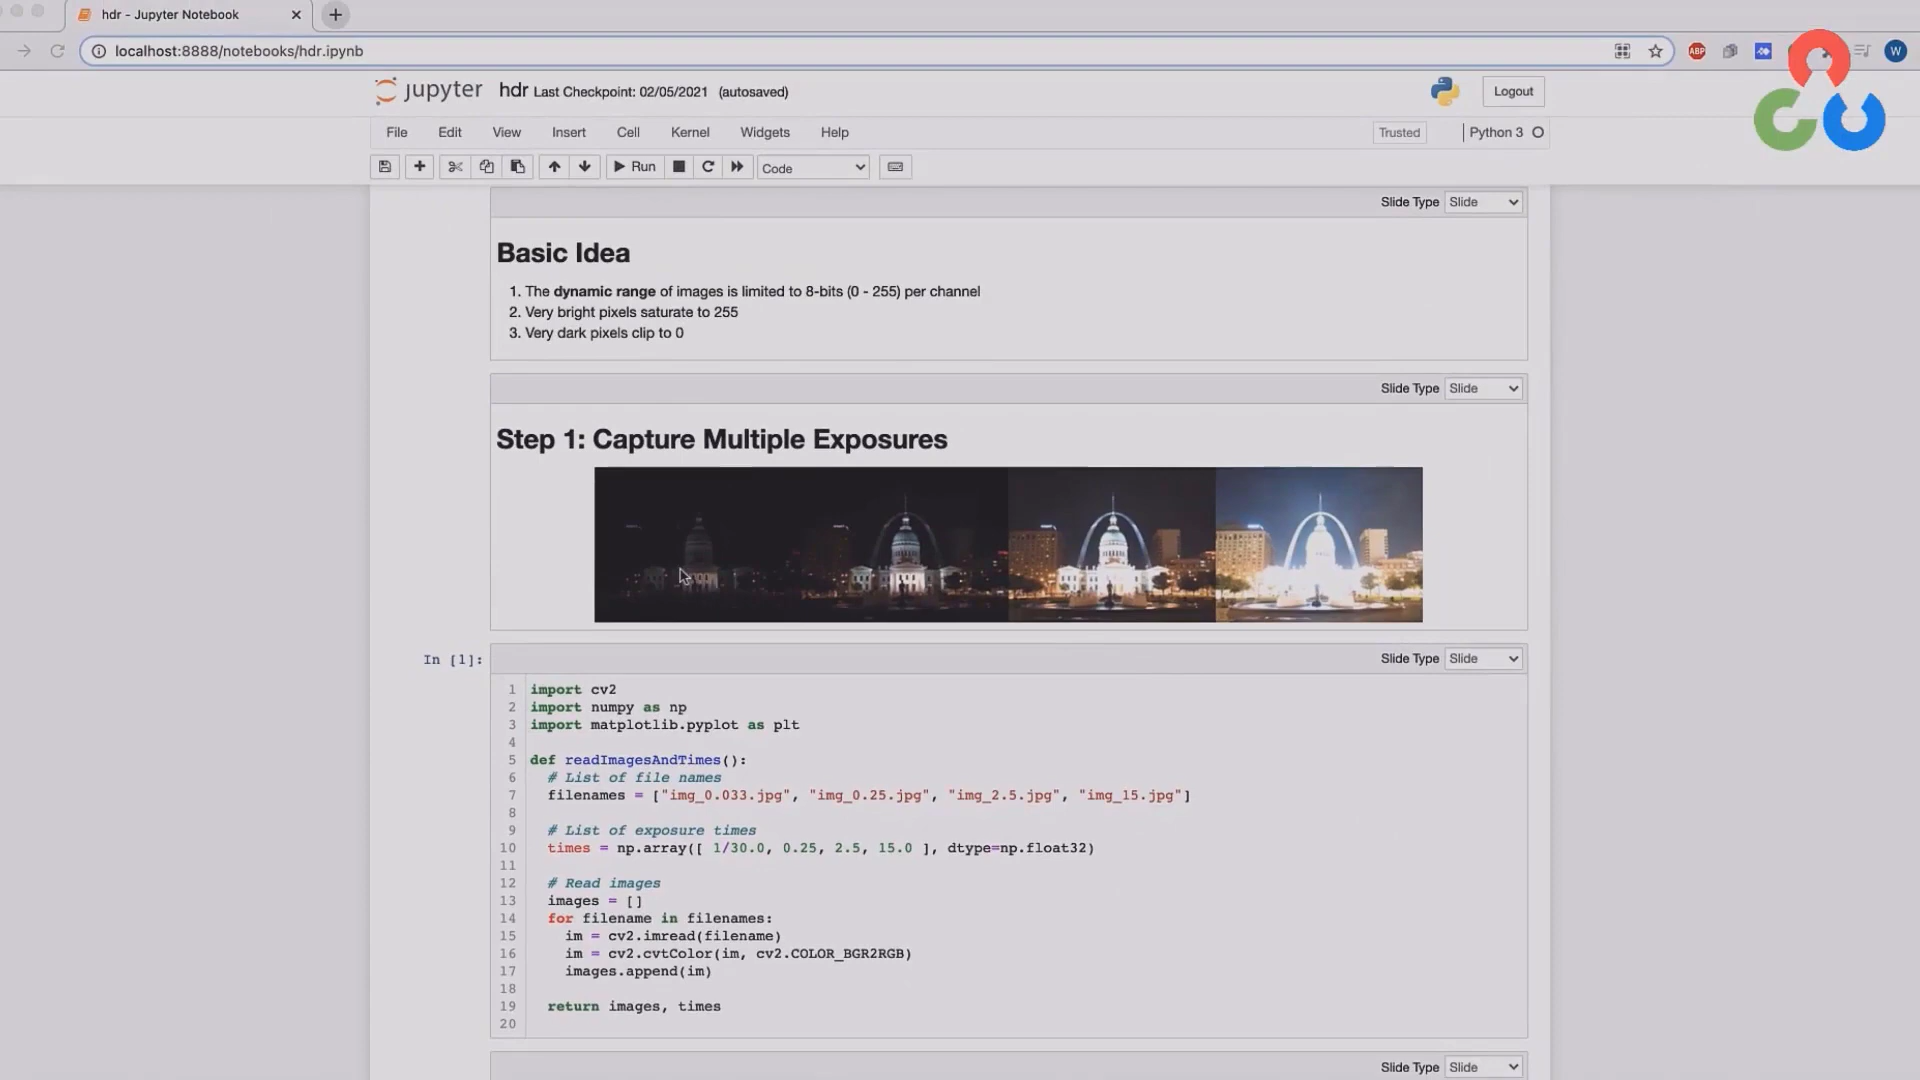 hdr - Jupyter Notebook
localhost:8888/notebooks/hdr.ipynb
ABP
W
jupyter hdr Last Checkpoint: 02/05/2021 (autosaved)
Logout
File Edit View Insert Cell Kernel Widgets Help
Trusted
Python 3
Run
Code
Slide Type Slide
Basic Idea
1. The dynamic range of images is limited to 8-bits (0 - 255) per channel
2. Very bright pixels saturate to 255
3. Very dark pixels clip to 0
Slide Type Slide
Step 1: Capture Multiple Exposures
In [1]:
Slide Type Slide
1 import cv2
2 import numpy as np
3 import matplotlib.pyplot as plt
4
5 def readImagesAndTimes():
6 # List of file names
7 filenames = ["img_0.033.jpg", "img_0.25.jpg", "img_2.5.jpg", "img_15.jpg"]
8
9 # List of exposure times
10 times = np.array([ 1/30.0, 0.25, 2.5, 15.0 ], dtype=np.float32)
11
12 # Read images
13 images = []
14 for filename in filenames:
15 im = cv2.imread(filename)
16 im = cv2.cvtColor(im, cv2.COLOR_BGR2RGB)
17 images.append(im)
18
19 return images, times
20
Slide Type Slide